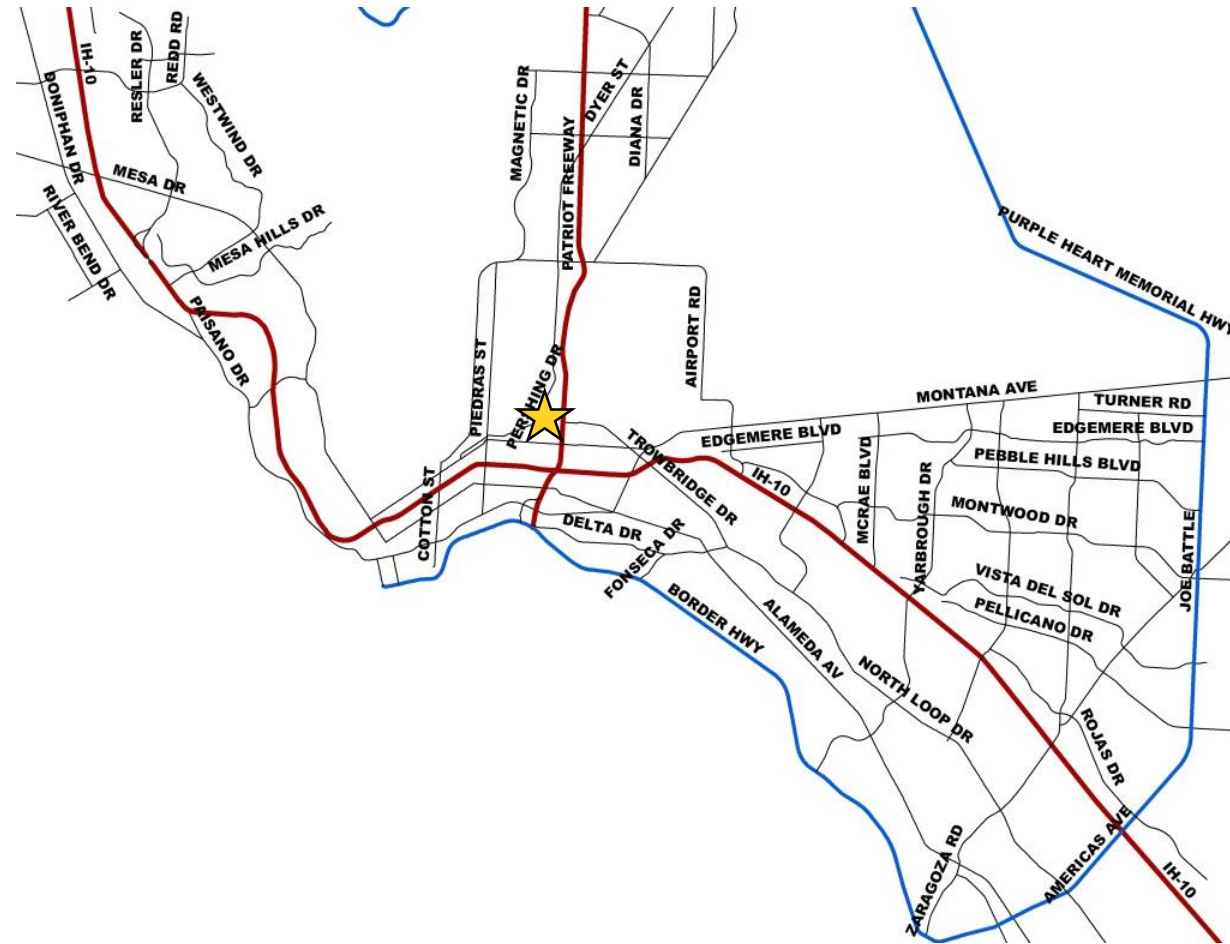 IH-10
RESLER DR
REDD RD
DONIPHAN DR
WESTWIND DR
MESA DR
RIVER BEND DR
MESA HILLS DR
PAISANO DR
MAGNETIC DR
PATRIOT FREEWAY
DYER ST
DIANA DR
PURPLE HEART MEMORIAL HWY
AIRPORT RD
PIEDRAS ST
PERSHING DR
MONTANA AVE
TURNER RD
EDGEMERE BLVD
EDGEMERE BLVD
TROWBRIDGE DR
PEBBLE HILLS BLVD
MCRAE BLVD
YARBROUGH DR
IH-10
COTTON ST
MONTWOOD DR
DELTA DR
FONSECA DR
JOE BATTLE
VISTA DEL SOL DR
PELLICANO DR
BORDER HWY
ALAMEDA AV
NORTH LOOP DR
ROJAS DR
ZARAGOZA RD
AMERICAS AVE
IH-10